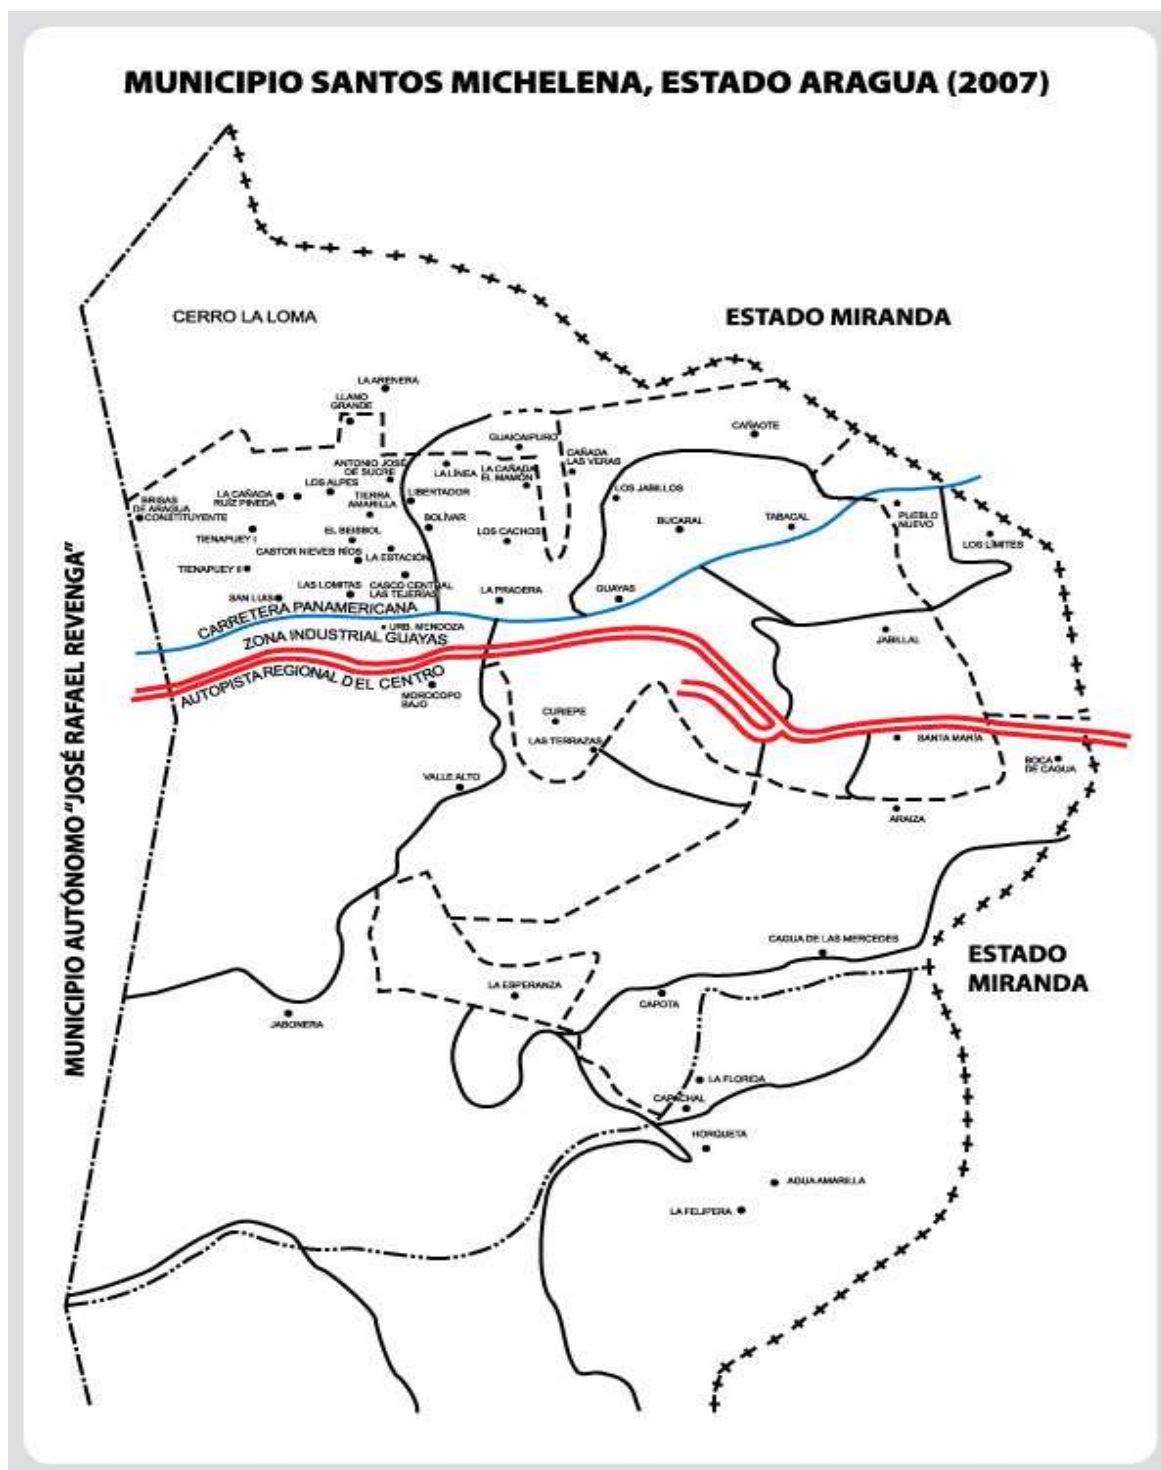 MUNICIPIO SANTOS MICHELENA, ESTADO ARAGUA (2007)
CERRO LA LOMA
ESTADO MIRANDA
LA ARENERA
LLANO
GRANDE
CAÑAOTE
GUAICAIPURO
CAÑADA
LAS VERAS
ANTONIO JOSÉ
DE SUCRE
LA LÍNEA
LA CAÑADA
EL MAMÓN
LOS ALPES
LOS JABILLOS
BRISAS
DE ARAGUA
CONSTITUYENTE
LA CAÑADA
RUIZ PINEDA
TIERRA
AMARILLA
LIBERTADOR
BOLÍVAR
BUCARAL
TABACAL
PUEBLO
NUEVO
TIENAPUEY I
EL BEISBOL
LOS CACHOS
LOS LÍMITES
CASTOR NIEVES RÍOS
LA ESTACIÓN
TIENAPUEY II
LAS LOMITAS
CASCO CENTRAL
LAS TEJERÍAS
LA PRADERA
GUAYAS
SAN LUIS
CARRETERA PANAMERICANA
URB. MENDOZA
ZONA INDUSTRIAL GUAYAS
JABILLAL
AUTOPISTA REGIONAL DEL CENTRO
MOROCOPO
BAJO
CURIEPE
LAS TERRAZAS
SANTA MARÍA
BOCA
DE CAGUA
VALLE ALTO
ARAIZA
MUNICIPIO AUTÓNOMO “JOSÉ RAFAEL REVENGA”
CAGUA DE LAS MERCEDES
ESTADO
MIRANDA
LA ESPERANZA
CAPOTA
JABONERA
LA FLORIDA
CAPACHAL
HORQUETA
AGUA AMARILLA
LA FELIPERA